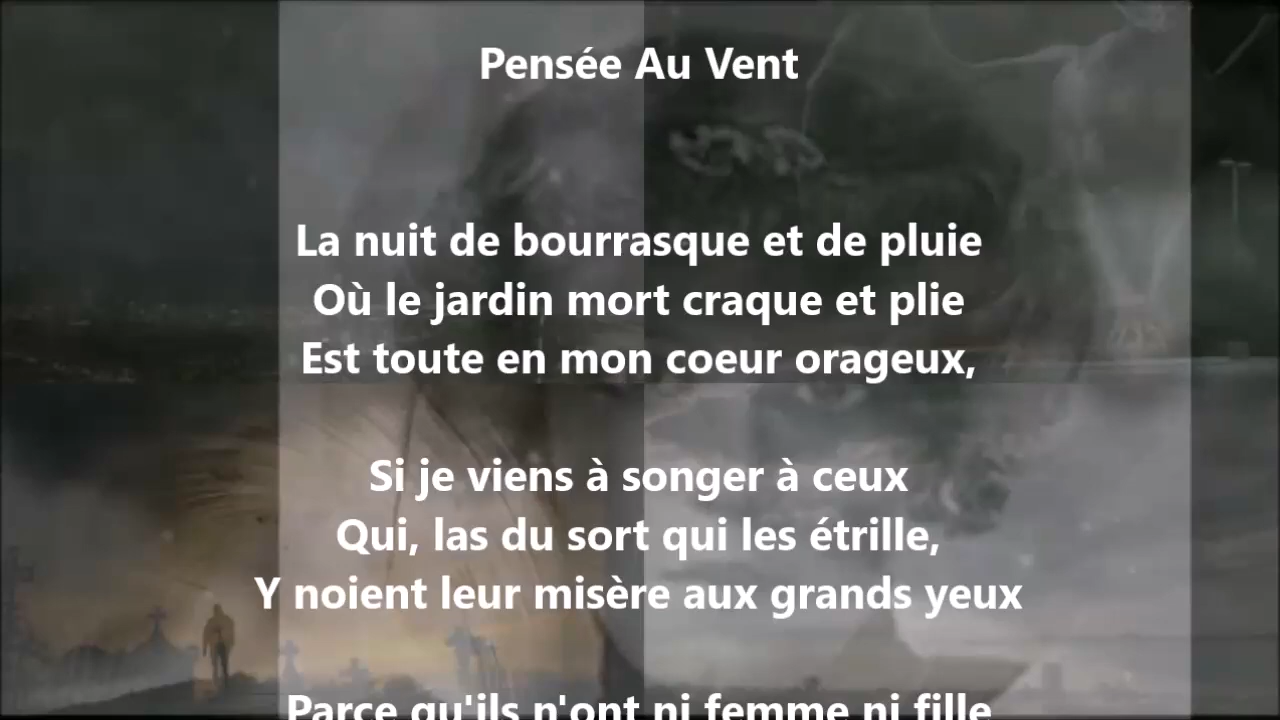 Pensée Au Vent
La nuit de bourrasque et de pluie
Où le jardin mort craque et plie
Est toute en mon coeur orageux,
Si je viens à songer à ceux
Qui, las du sort qui les étrille,
Y noient leur misère aux grands yeux
Parce qu'ils n'ont ni femme ni fille